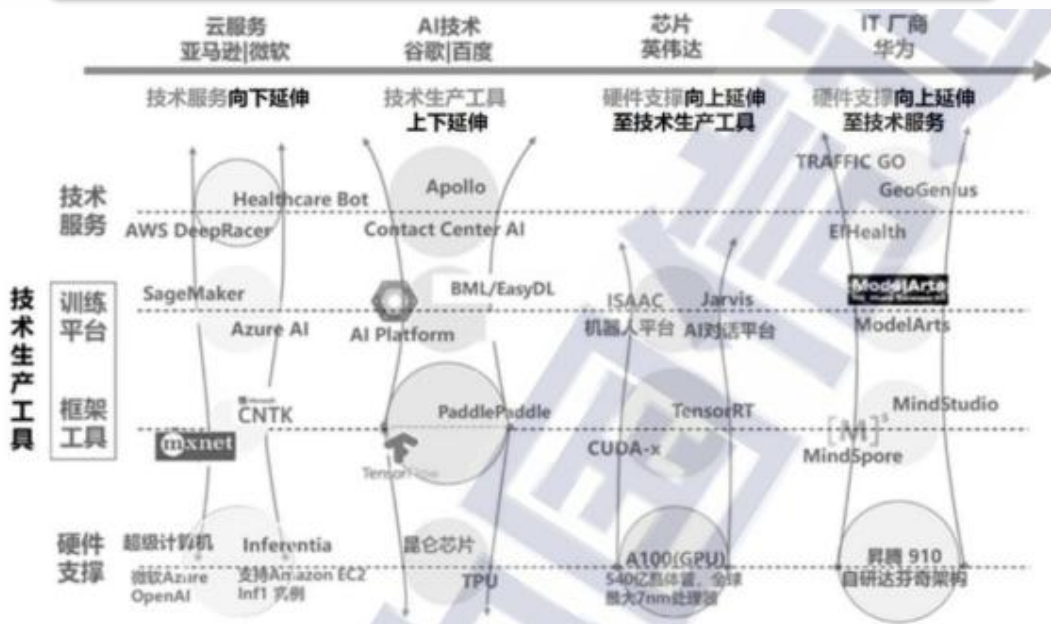 云服务
亚马逊|微软
AI技术
谷歌|百度
芯片
英伟达
IT 厂商
华为
技术服务向下延伸
技术生产工具
上下延伸
硬件支撑向上延伸
至技术生产工具
硬件支撑向上延伸
至技术服务
技术生产工具
技术
服务
Healthcare Bot
AWS DeepRacer
Apollo
Contact Center AI
TRAFFIC GO
GeoGenius
EIHealth
训练
平台
SageMaker
Azure AI
BML/EasyDL
AI Platform
ISAAC
机器人平台
Jarvis
AI对话平台
ModelArts
ModelArts
框架
工具
CNTK
mxnet
PaddlePaddle
TensorFlow
TensorRT
CUDA-x
MindStudio
[M]ˢ
MindSpore
硬件
支撑
超级计算机
微软Azure
OpenAI
Inferentia
支持Amazon EC2
Inf1 实例
昆仑芯片
TPU
A100(GPU)
540亿晶体管，全球
最大7nm处理器
昇腾 910
自研达芬奇架构